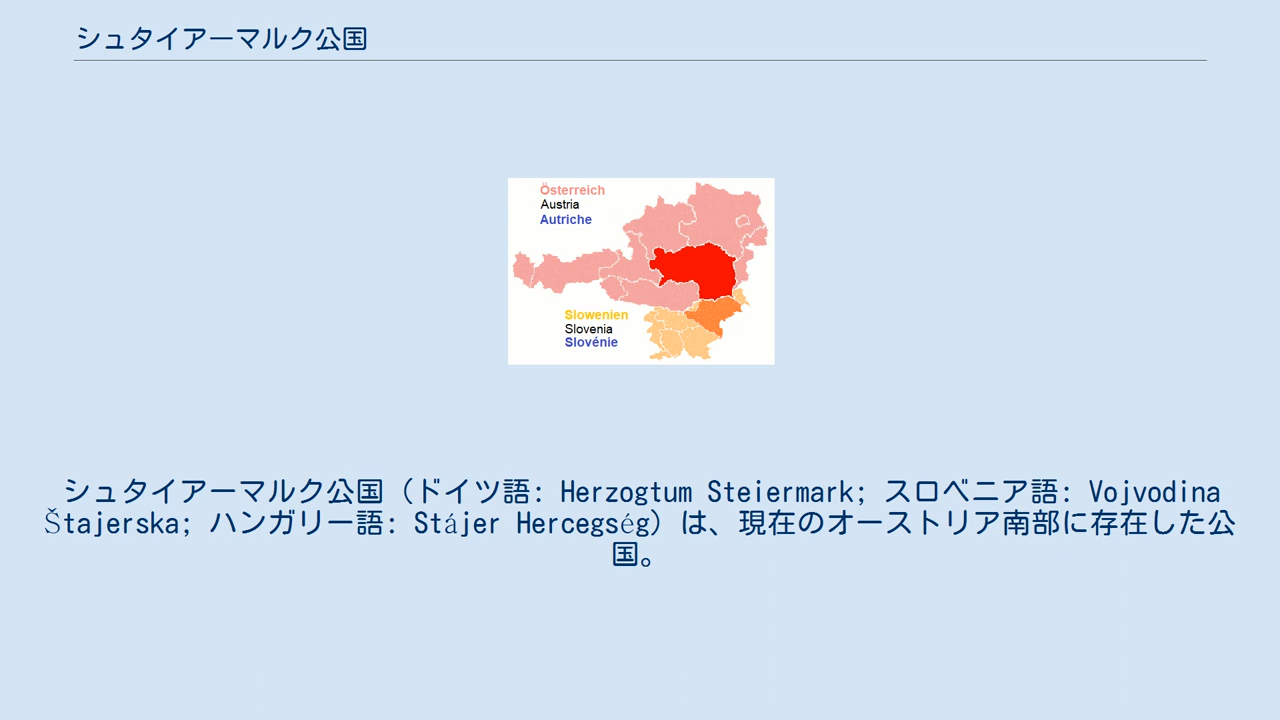 シュタイアーマルク公国
Österreich
Austria
Autriche
Slowenien
Slovenia
Slovénie
シュタイアーマルク公国（ドイツ語: Herzogtum Steiermark; スロベニア語: Vojvodina
Štajerska; ハンガリー語: Stájer Hercegség）は、現在のオーストリア南部に存在した公
国。